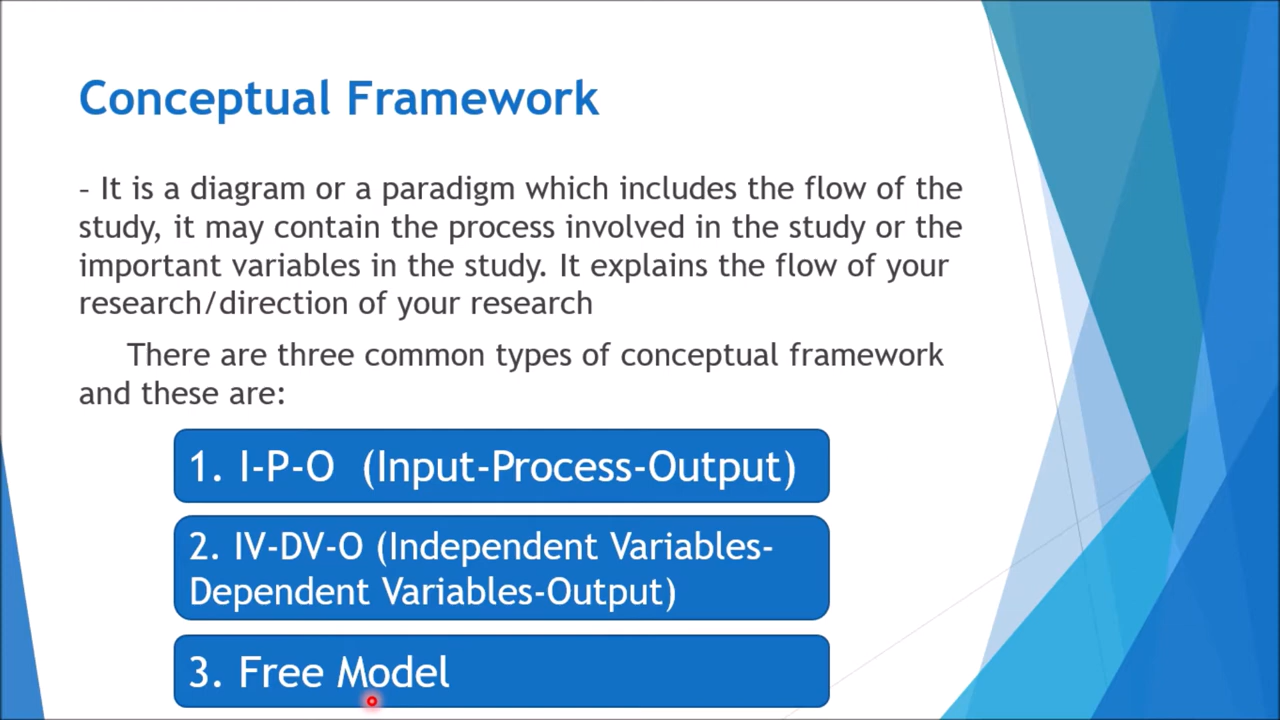 Conceptual Framework
– It is a diagram or a paradigm which includes the flow of the
study, it may contain the process involved in the study or the
important variables in the study. It explains the flow of your
research/direction of your research
There are three common types of conceptual framework
and these are:
1. I-P-O (Input-Process-Output)
2. IV-DV-O (Independent Variables-
Dependent Variables-Output)
3. Free Model